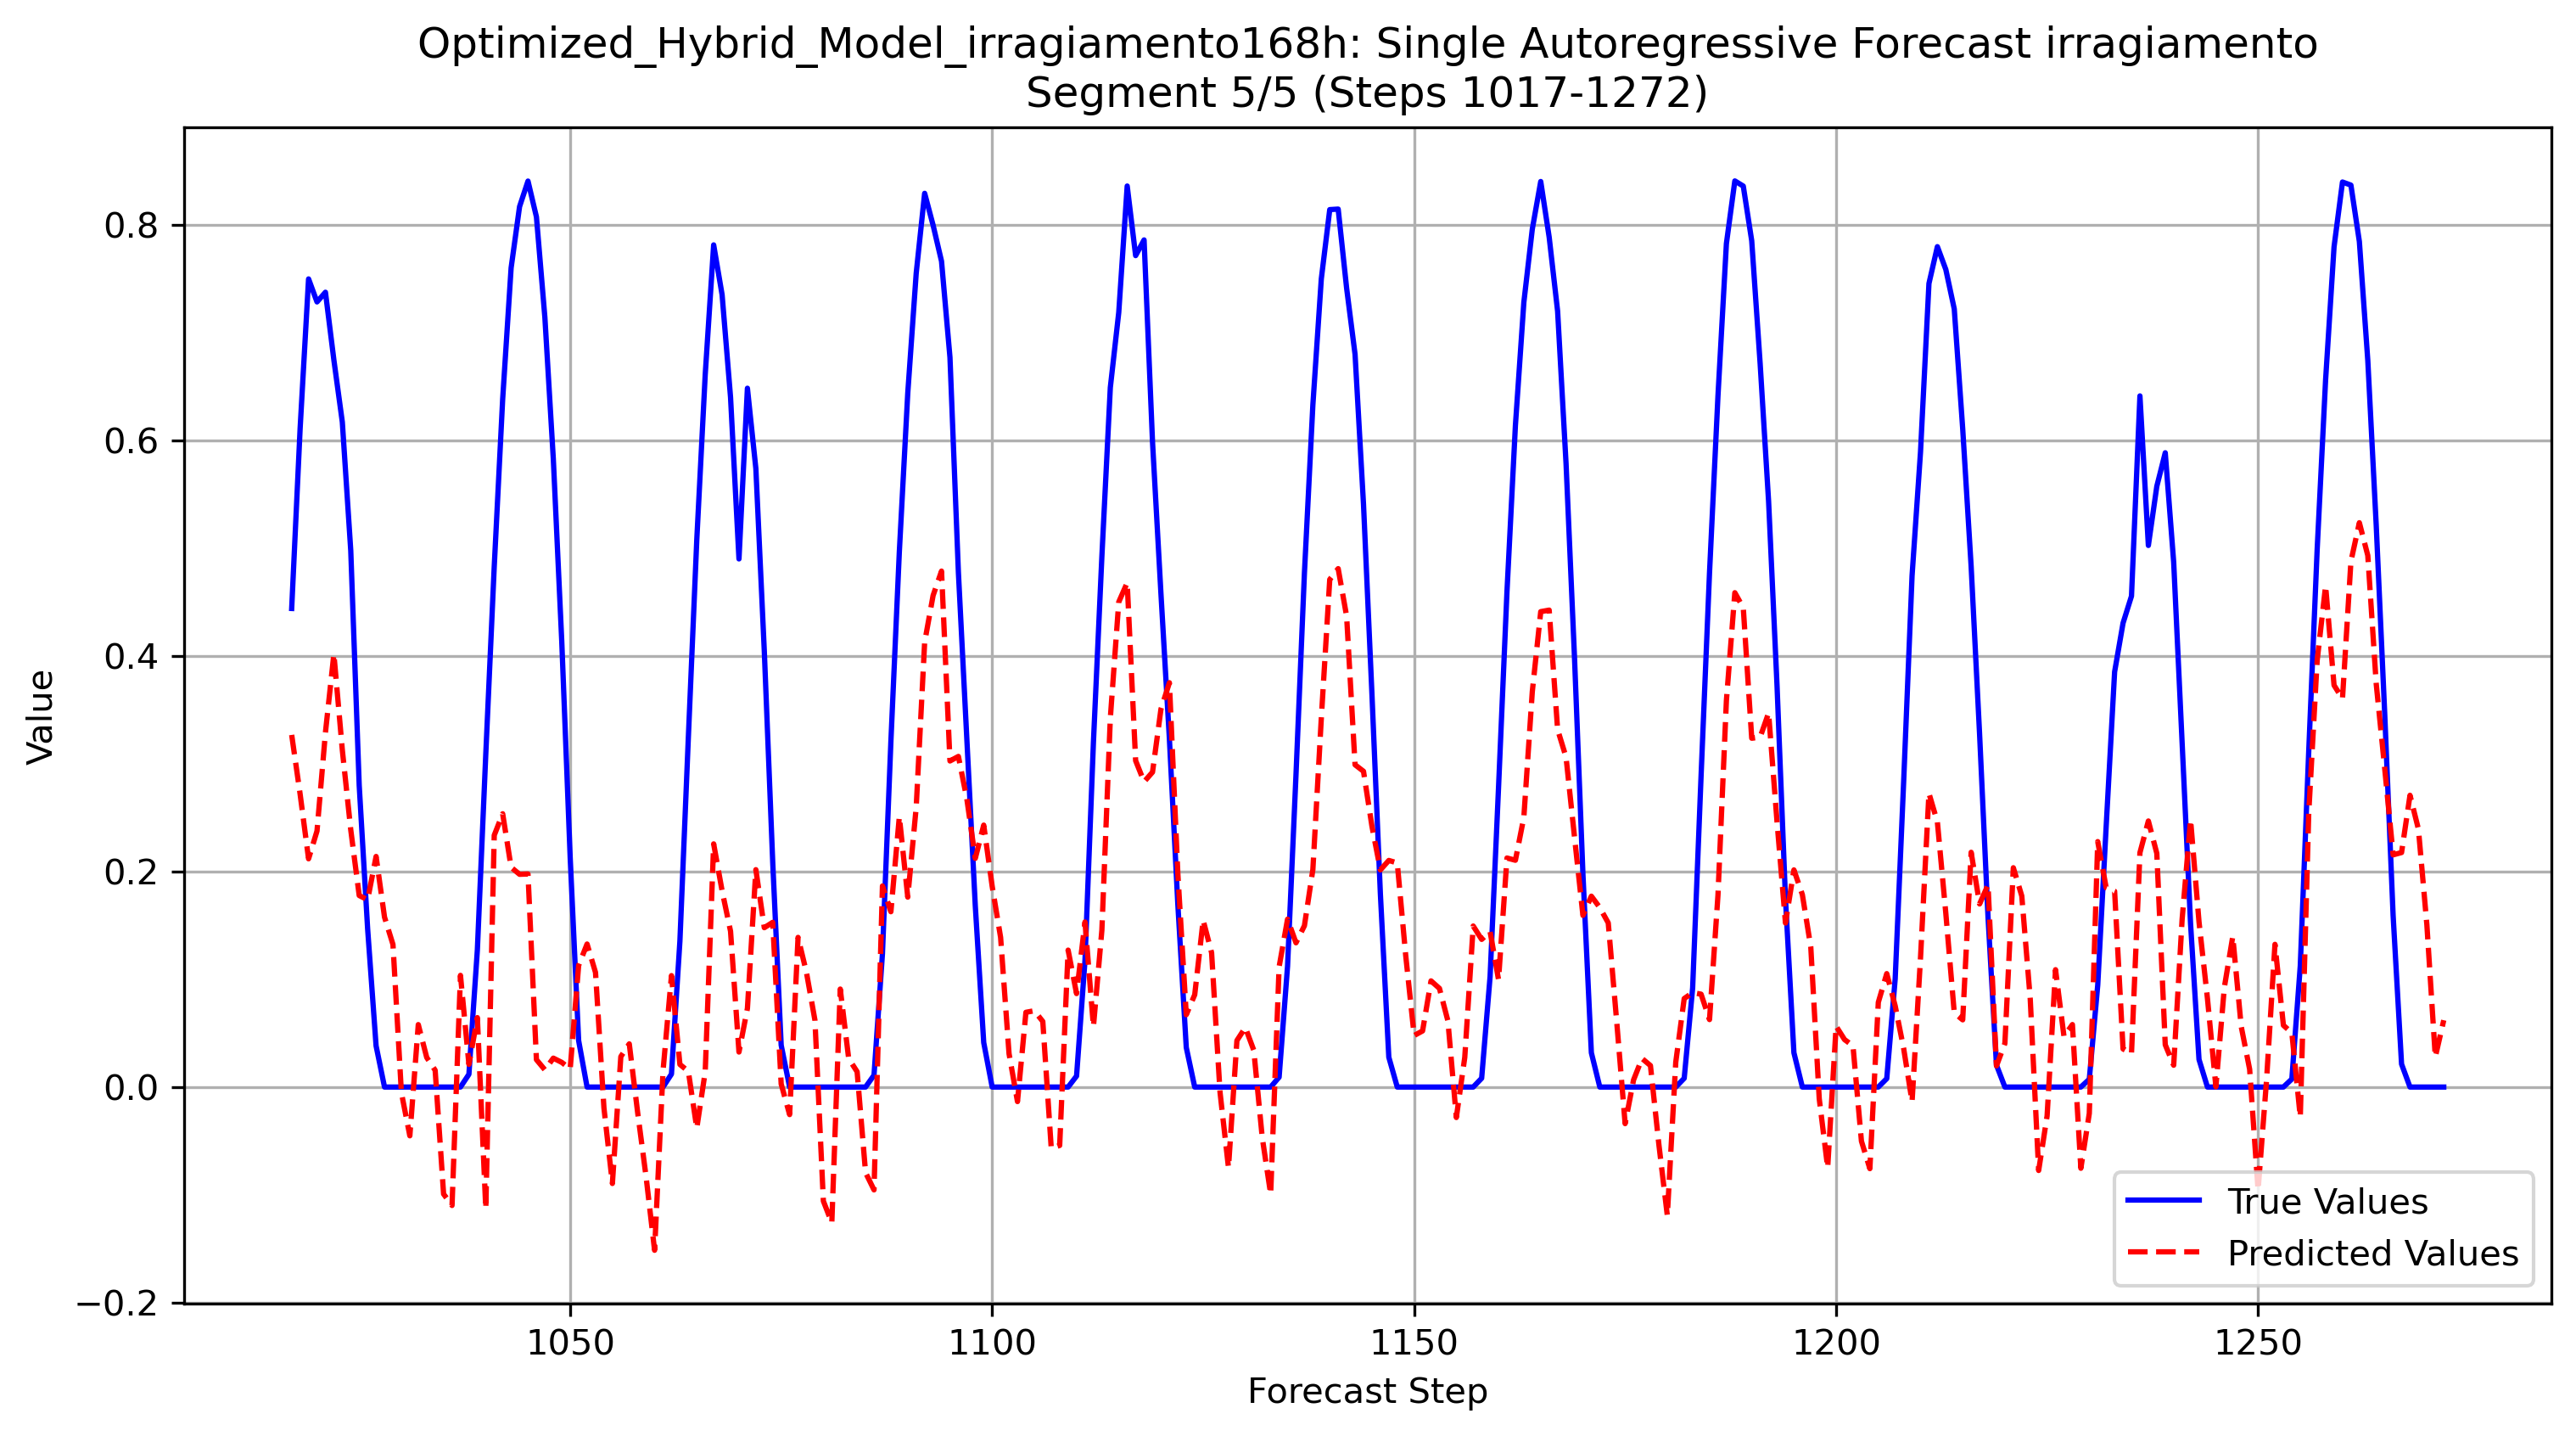 Optimized_Hybrid_Model_irragiamento168h: Single Autoregressive Forecast irragiamento
Segment 5/5 (Steps 1017-1272)
Value
0.8
0.6
0.4
0.2
0.0
−0.2
1050
1100
1150
1200
1250
Forecast Step
True Values
Predicted Values